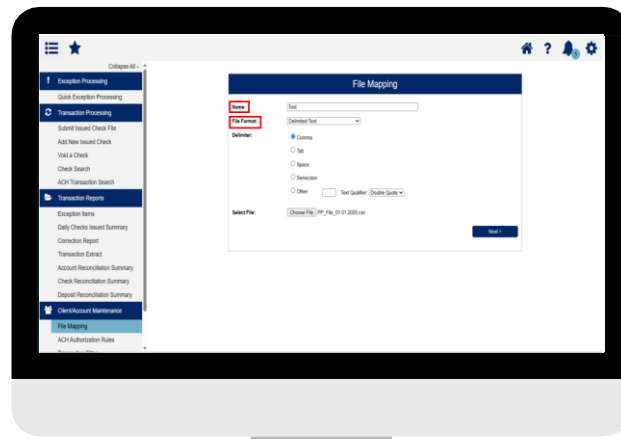 ?
5
Collapse All -
! Exception Processing
Quick Exception Processing
Transaction Processing
Submit Issued Check File
Add New Issued Check
Void a Check
Check Search
ACH Transaction Search
Transaction Reports
Exception Items
Daily Checks Issued Summary
Correction Report
Transaction Extract
Account Reconciliation Summary
Check Reconciliation Summary
Deposit Reconciliation Summary
Client/Account Maintenance
File Mapping
ACH Authorization Rules
File Mapping
Name: Test
File Format: Delimited Text
Delimiter: Comma
Tab
Space
Semicolon
Other Text Qualifier: Double Quote
Select File: Choose File PP_File_01.01.2025.csv
Next >